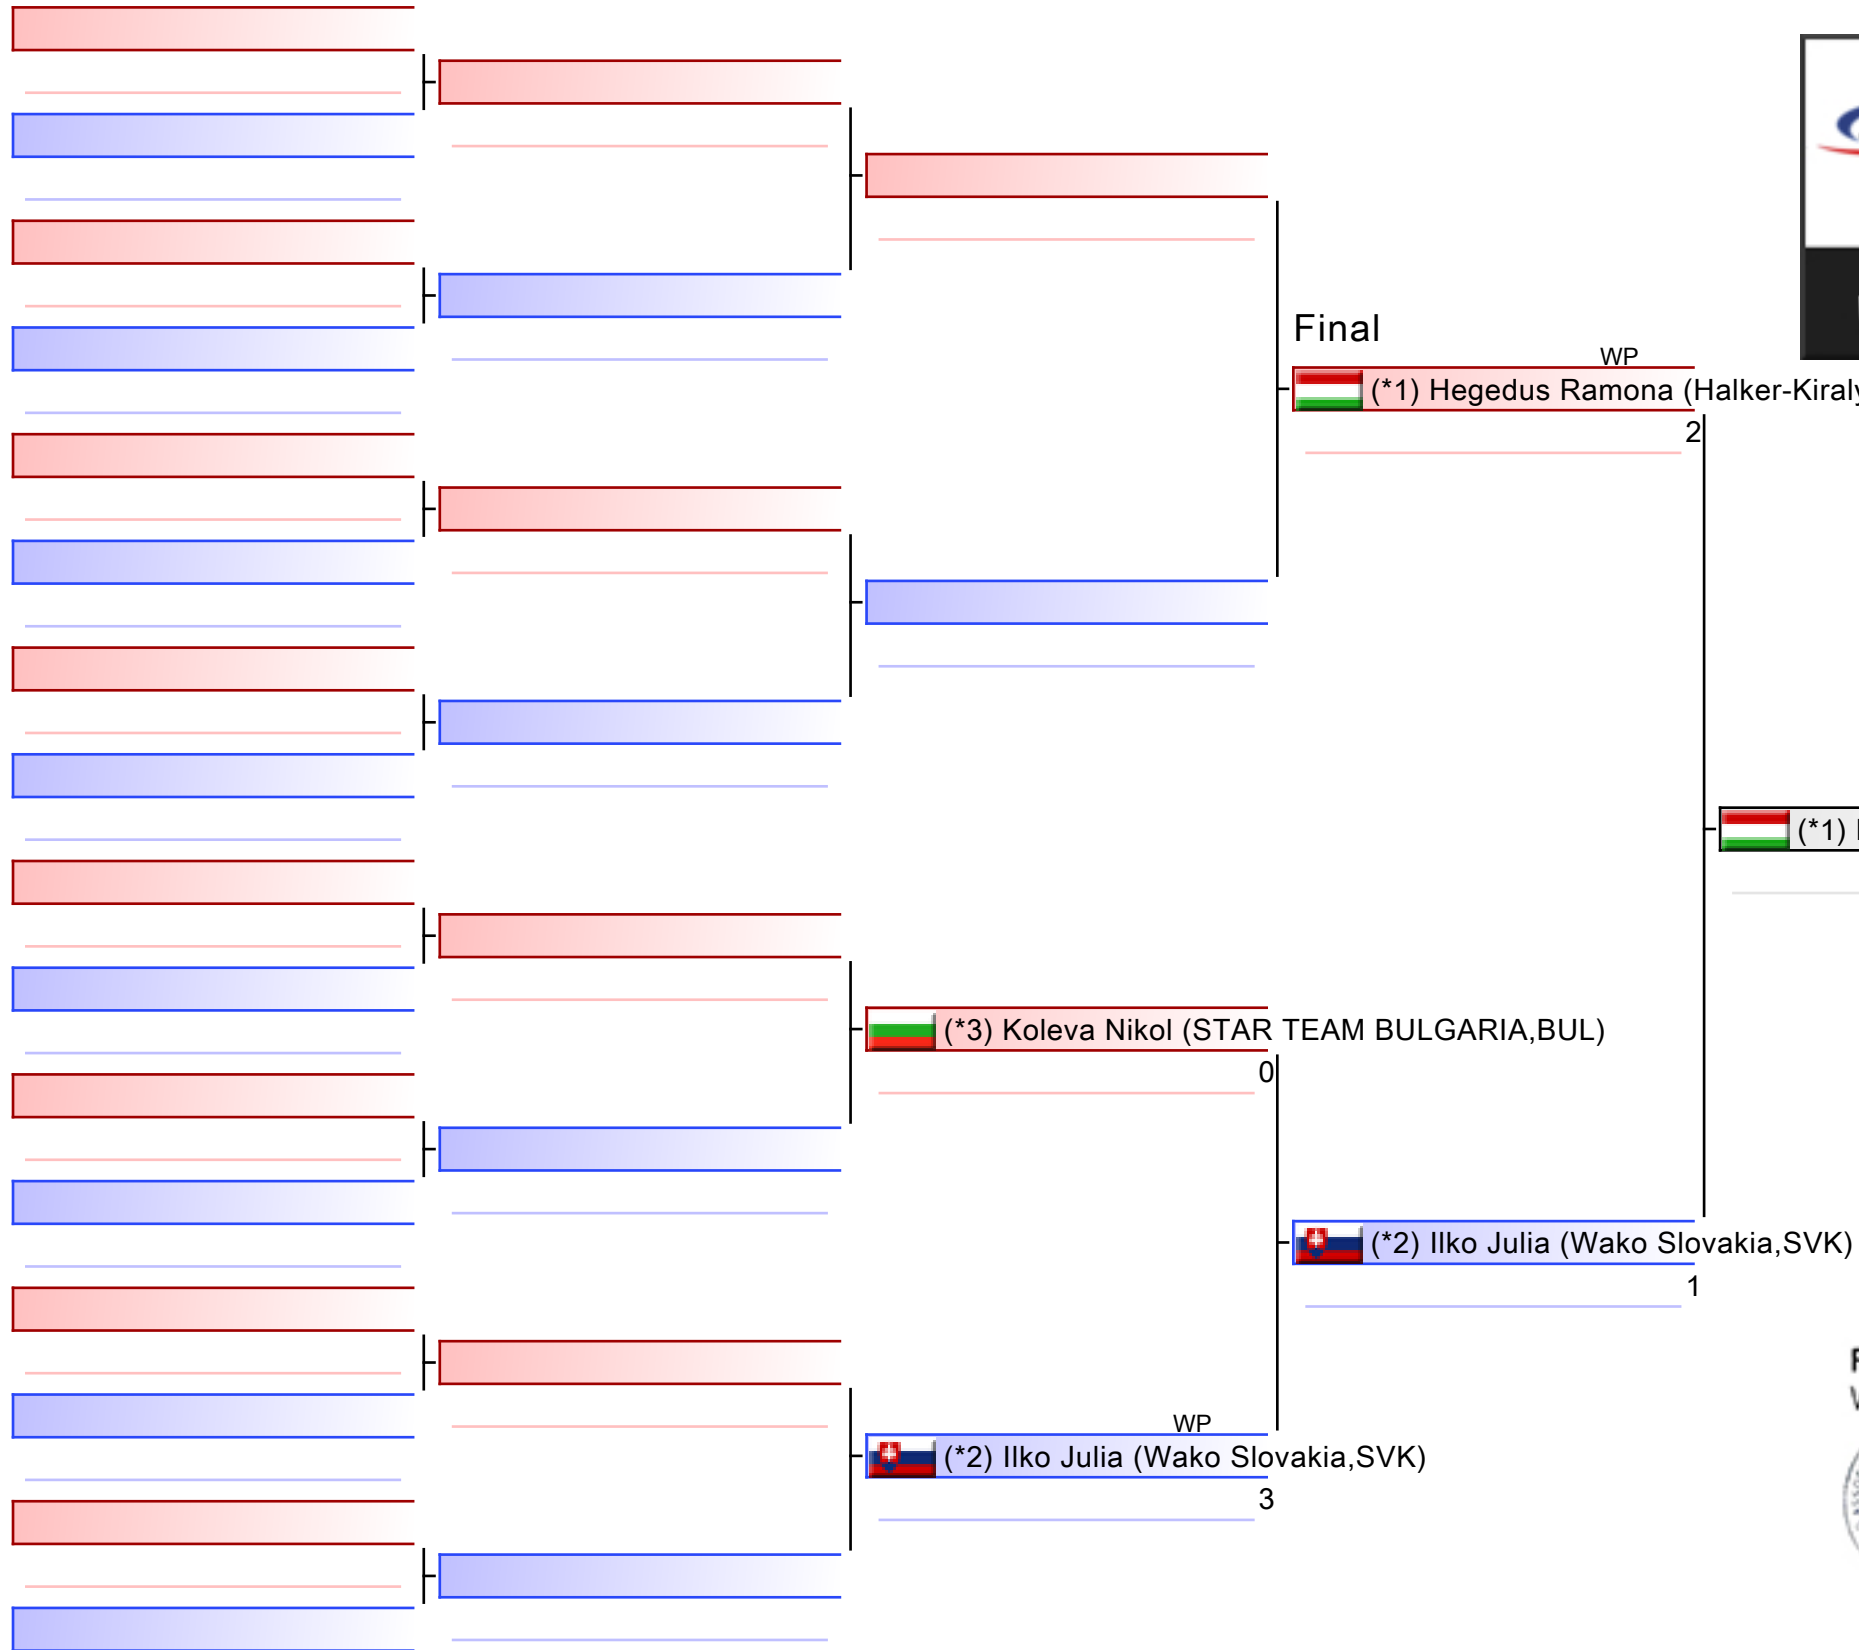 Final
WP
(*1) Hegedus Ramona (Halker-Kiraly
2
(*1)
(*3) Koleva Nikol (STAR TEAM BULGARIA,BUL)
0
(*2) Ilko Julia (Wako Slovakia,SVK)
1
WP
(*2) Ilko Julia (Wako Slovakia,SVK)
3